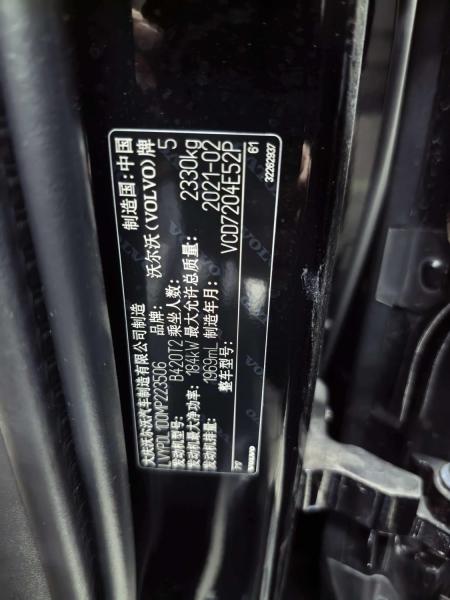 大庆沃尔沃汽车制造有限公司制造 制造国:中国
LVYPDL1D0MP223506 品牌: 沃尔沃(VOLVO)牌
发动机型号: B420T2 乘坐人数: 5
发动机最大净功率: 184kW 最大允许总质量: 2330kg
发动机排量: 1969mL 制造年月: 2021-02
整车型号: VCD7204E52P
61
VOLVO 32262937